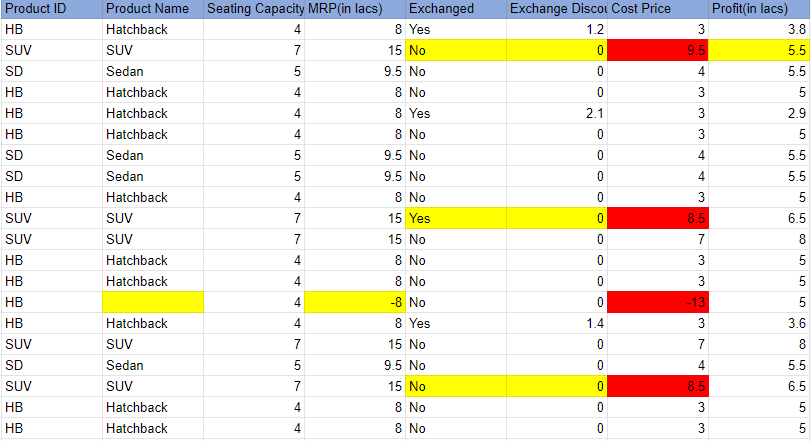 Product ID Product Name Seating Capacity MRP(in lacs) Exchanged Exchange Discou Cost Price Profit(in lacs)
HB Hatchback 4 8 Yes 1.2 3 3.8
SUV SUV 7 15 No 0 9.5 5.5
SD Sedan 5 9.5 No 0 4 5.5
HB Hatchback 4 8 No 0 3 5
HB Hatchback 4 8 Yes 2.1 3 2.9
HB Hatchback 4 8 No 0 3 5
SD Sedan 5 9.5 No 0 4 5.5
SD Sedan 5 9.5 No 0 4 5.5
HB Hatchback 4 8 No 0 3 5
SUV SUV 7 15 Yes 0 8.5 6.5
SUV SUV 7 15 No 0 7 8
HB Hatchback 4 8 No 0 3 5
HB Hatchback 4 8 No 0 3 5
HB 4 -8 No 0 -13 5
HB Hatchback 4 8 Yes 1.4 3 3.6
SUV SUV 7 15 No 0 7 8
SD Sedan 5 9.5 No 0 4 5.5
SUV SUV 7 15 No 0 8.5 6.5
HB Hatchback 4 8 No 0 3 5
HB Hatchback 4 8 No 0 3 5